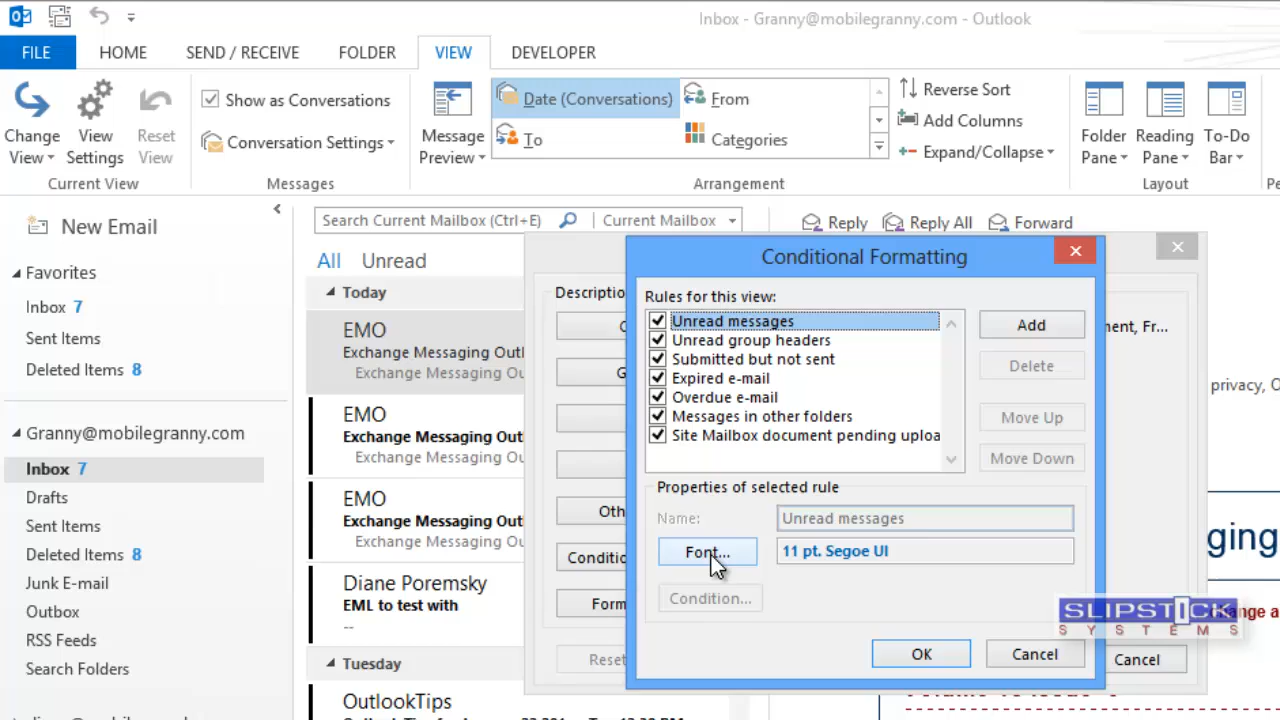 Inbox - Granny@mobilegranny.com - Outlook
FILE HOME SEND / RECEIVE FOLDER VIEW DEVELOPER
Change View
View Settings
Reset View
Current View
Show as Conversations
Conversation Settings
Messages
Message Preview
Date (Conversations) From
To Categories
Reverse Sort
Add Columns
Expand/Collapse
Arrangement
Folder Pane
Reading Pane
To-Do Bar
Layout
New Email
Favorites
Inbox 7
Sent Items
Deleted Items 8
Granny@mobilegranny.com
Inbox 7
Drafts
Sent Items
Deleted Items 8
Junk E-mail
Outbox
RSS Feeds
Search Folders
Search Current Mailbox (Ctrl+E) Current Mailbox
All Unread
Today
EMO
Exchange Messaging Outl
Exchange Messaging Ou
EMO
Exchange Messaging Out
Exchange Messaging Ou
EMO
Exchange Messaging Out
Exchange Messaging Ou
Diane Poremsky
EML to test with
--
Tuesday
OutlookTips
Reply Reply All Forward
Descriptio
Oth
Conditio
Form
Reset
ment, Fr...
Cancel
Conditional Formatting
Rules for this view:
Unread messages
Unread group headers
Submitted but not sent
Expired e-mail
Overdue e-mail
Messages in other folders
Site Mailbox document pending uploa
Add
Delete
Move Up
Move Down
Properties of selected rule
Name: Unread messages
Font... 11 pt. Segoe UI
Condition...
OK Cancel
privacy, O
ging
SLIPSTICK
SYSTEMS
hange a